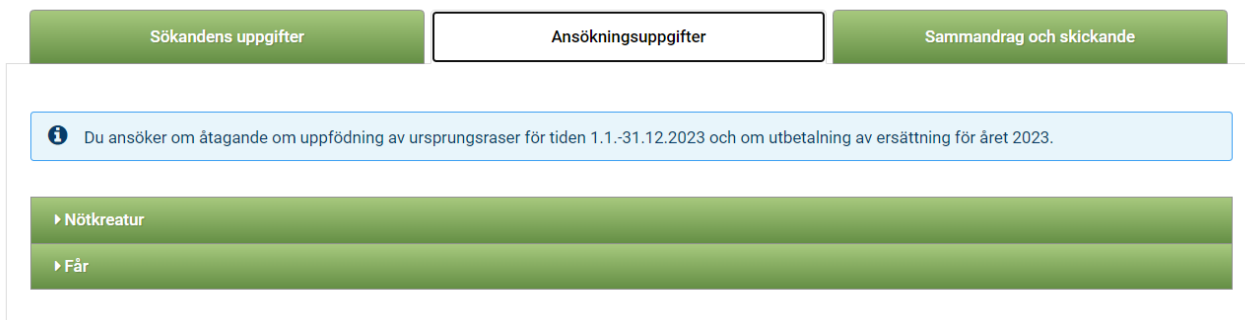 Sökandens uppgifter
Ansökningsuppgifter
Sammandrag och skickande
Du ansöker om åtagande om uppfödning av ursprungsraser för tiden 1.1.-31.12.2023 och om utbetalning av ersättning för året 2023.
Nötkreatur
Får